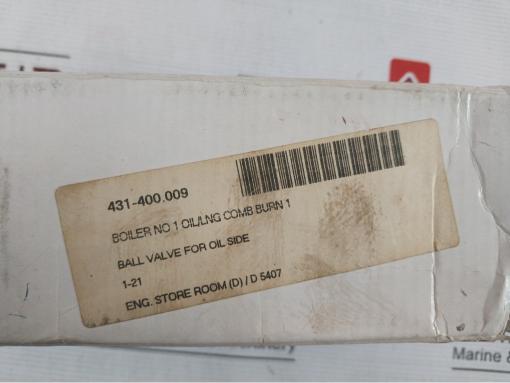 431-400.009
BOILER NO 1 OIL/LNG COMB BURN 1
BALL VALVE FOR OIL SIDE
1-21
ENG. STORE ROOM (D) / D 5407
Marine &